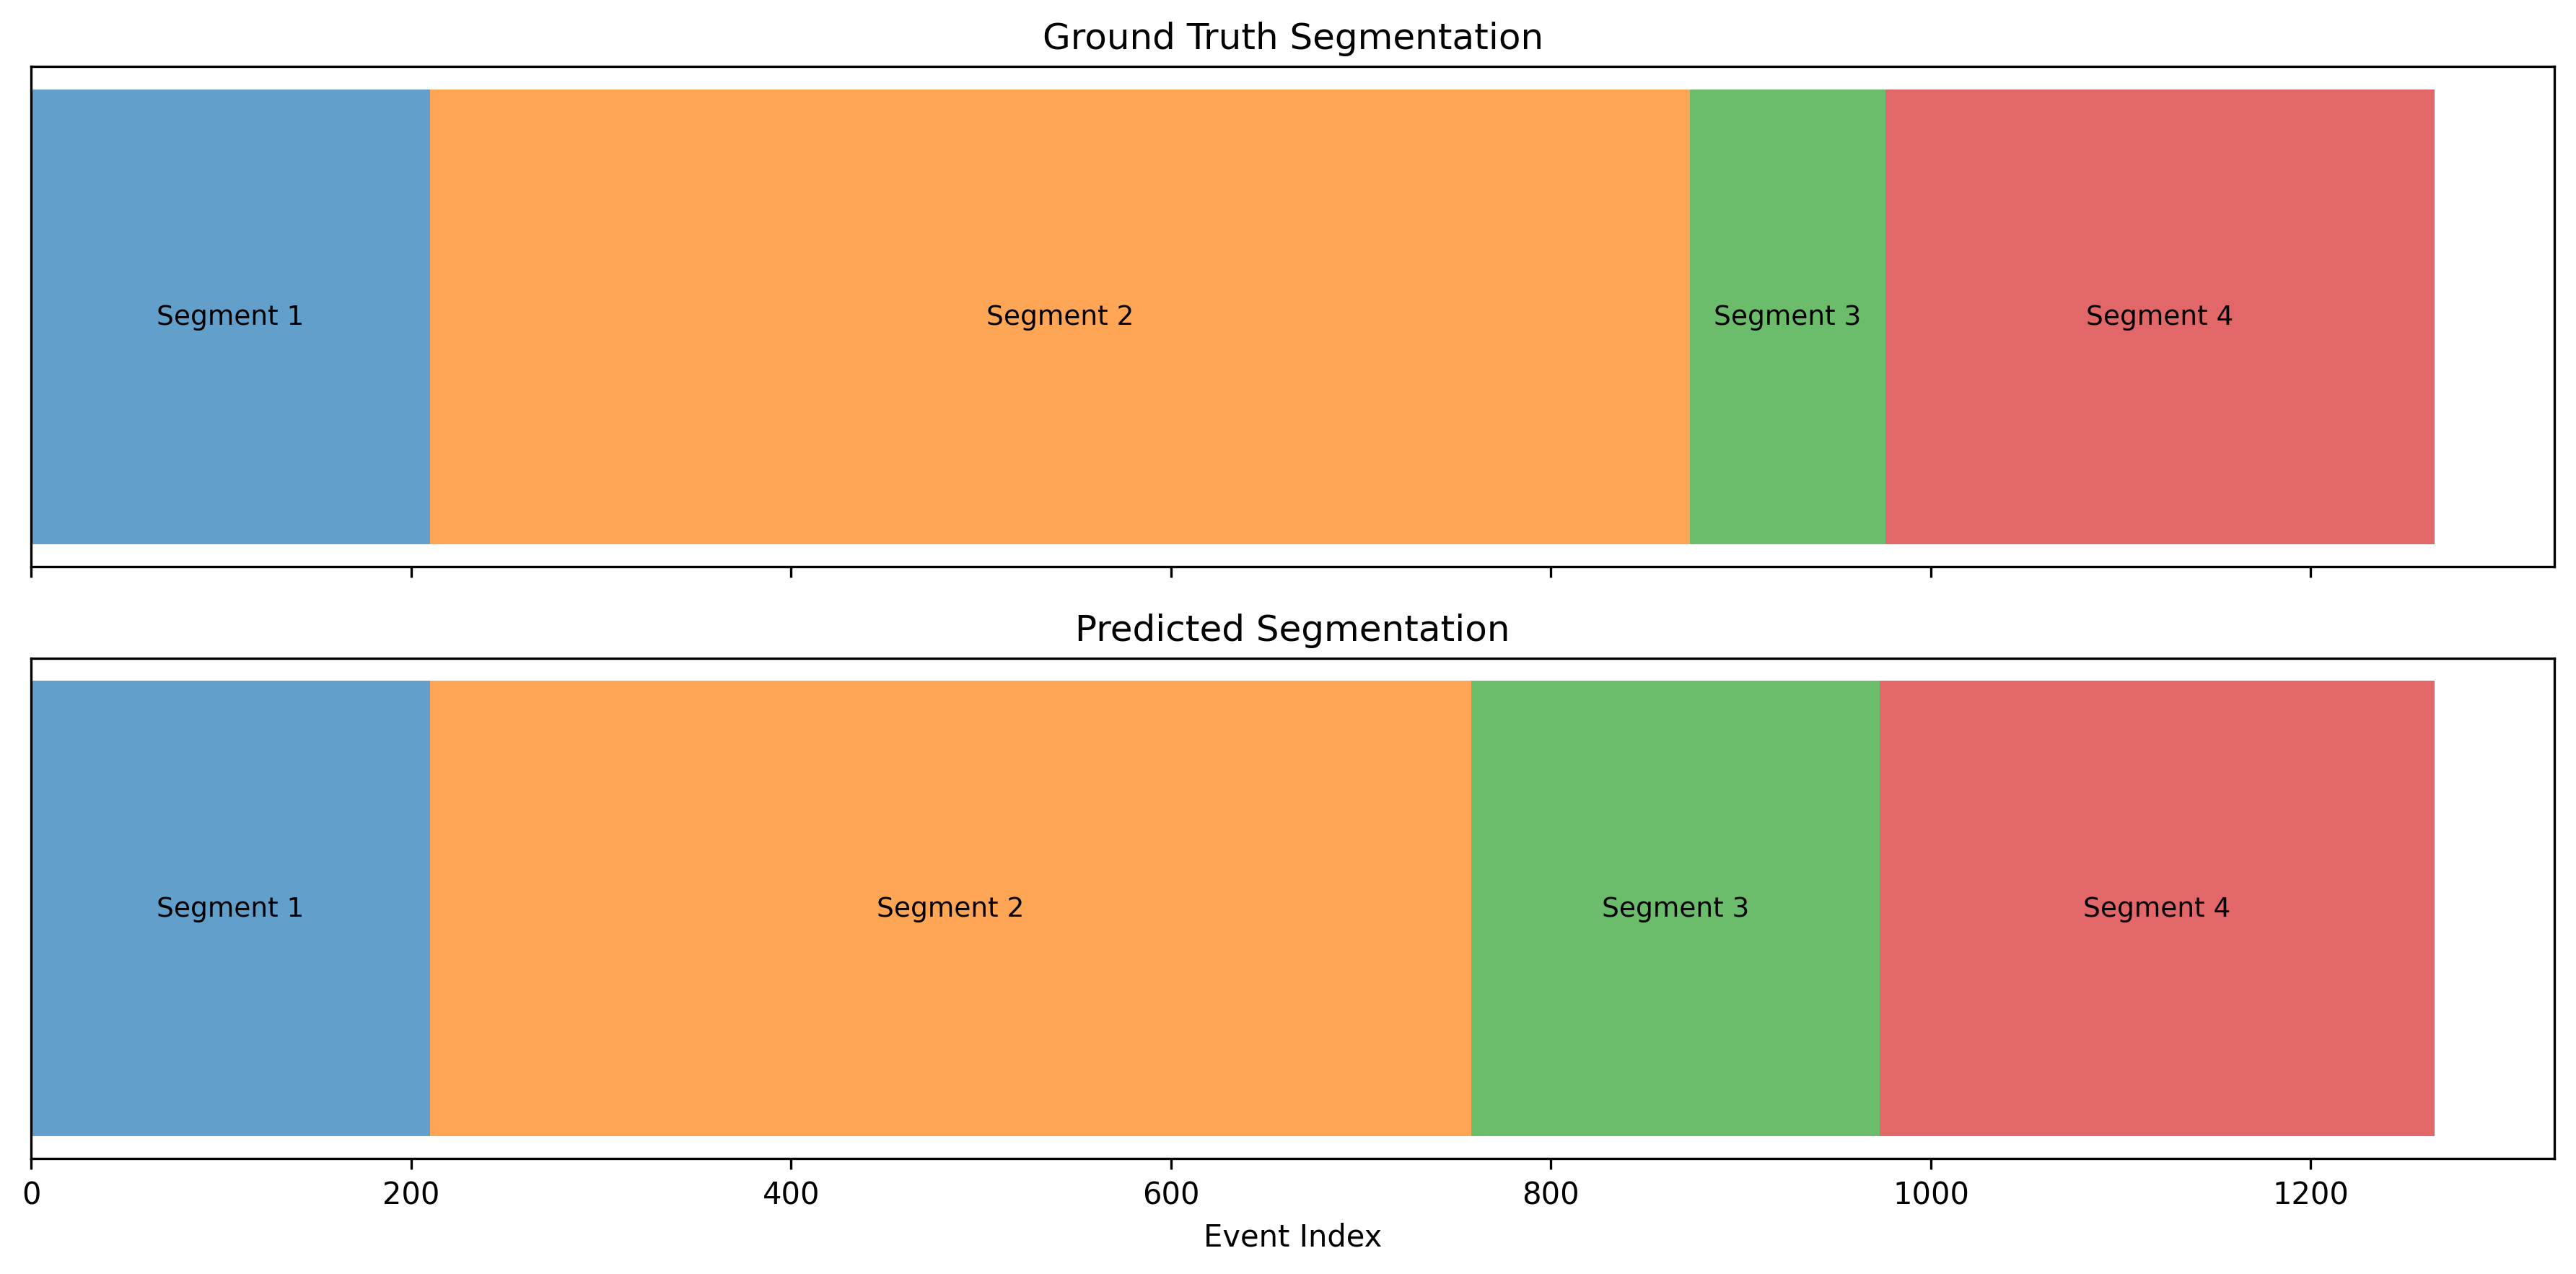 Ground Truth Segmentation
Segment 1 Segment 2 Segment 3 Segment 4
Predicted Segmentation
Segment 1 Segment 2 Segment 3 Segment 4
0 200 400 600 800 1000 1200
Event Index